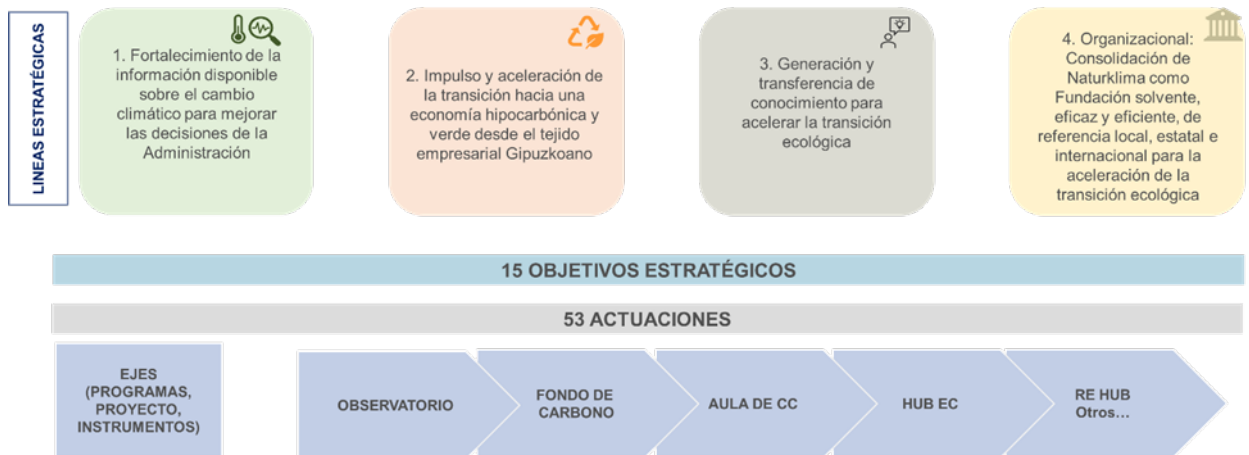 LINEAS ESTRATÉGICAS
1. Fortalecimiento de la
información disponible
sobre el cambio
climático para mejorar
las decisiones de la
Administración
2. Impulso y aceleración de
la transición hacia una
economía hipocarbónica y
verde desde el tejido
empresarial Gipuzkoano
3. Generación y
transferencia de
conocimiento para
acelerar la transición
ecológica
4. Organizacional:
Consolidación de
Naturklima como
Fundación solvente,
eficaz y eficiente, de
referencia local, estatal e
internacional para la
aceleración de la
transición ecológica
15 OBJETIVOS ESTRATÉGICOS
53 ACTUACIONES
EJES
(PROGRAMAS,
PROYECTO,
INSTRUMENTOS)
OBSERVATORIO
FONDO DE
CARBONO
AULA DE CC
HUB EC
RE HUB
Otros...